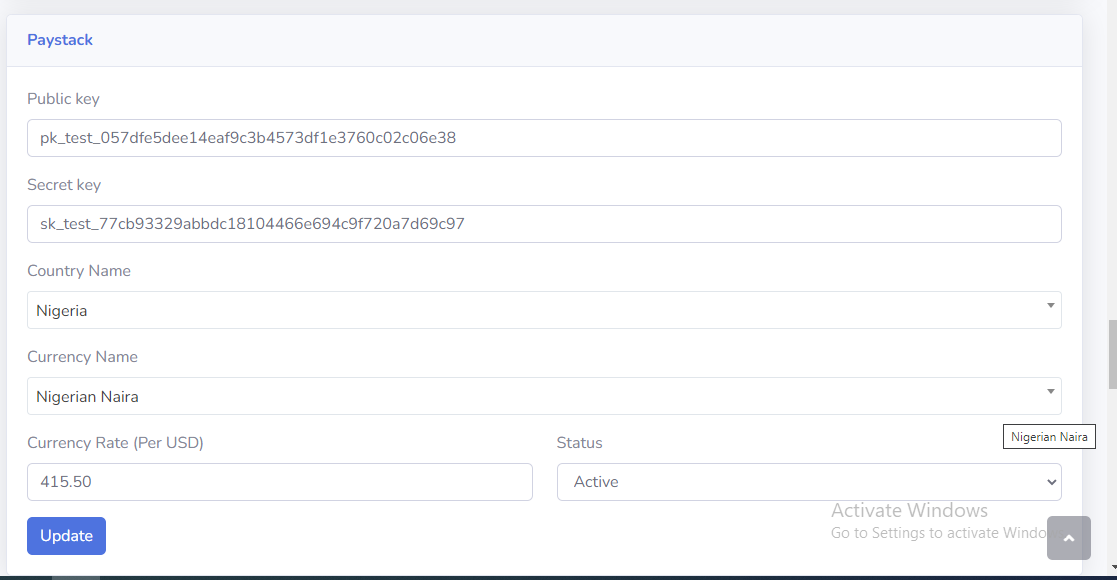 Paystack
Public key
pk_test_057dfe5dee14eaf9c3b4573df1e3760c02c06e38
Secret key
sk_test_77cb93329abbdc18104466e694c9f720a7d69c97
Country Name
Nigeria
Currency Name
Nigerian Naira
Currency Rate (Per USD)
Status
Nigerian Naira
415.50
Active
Activate Windows
Go to Settings to activate Windo
Update